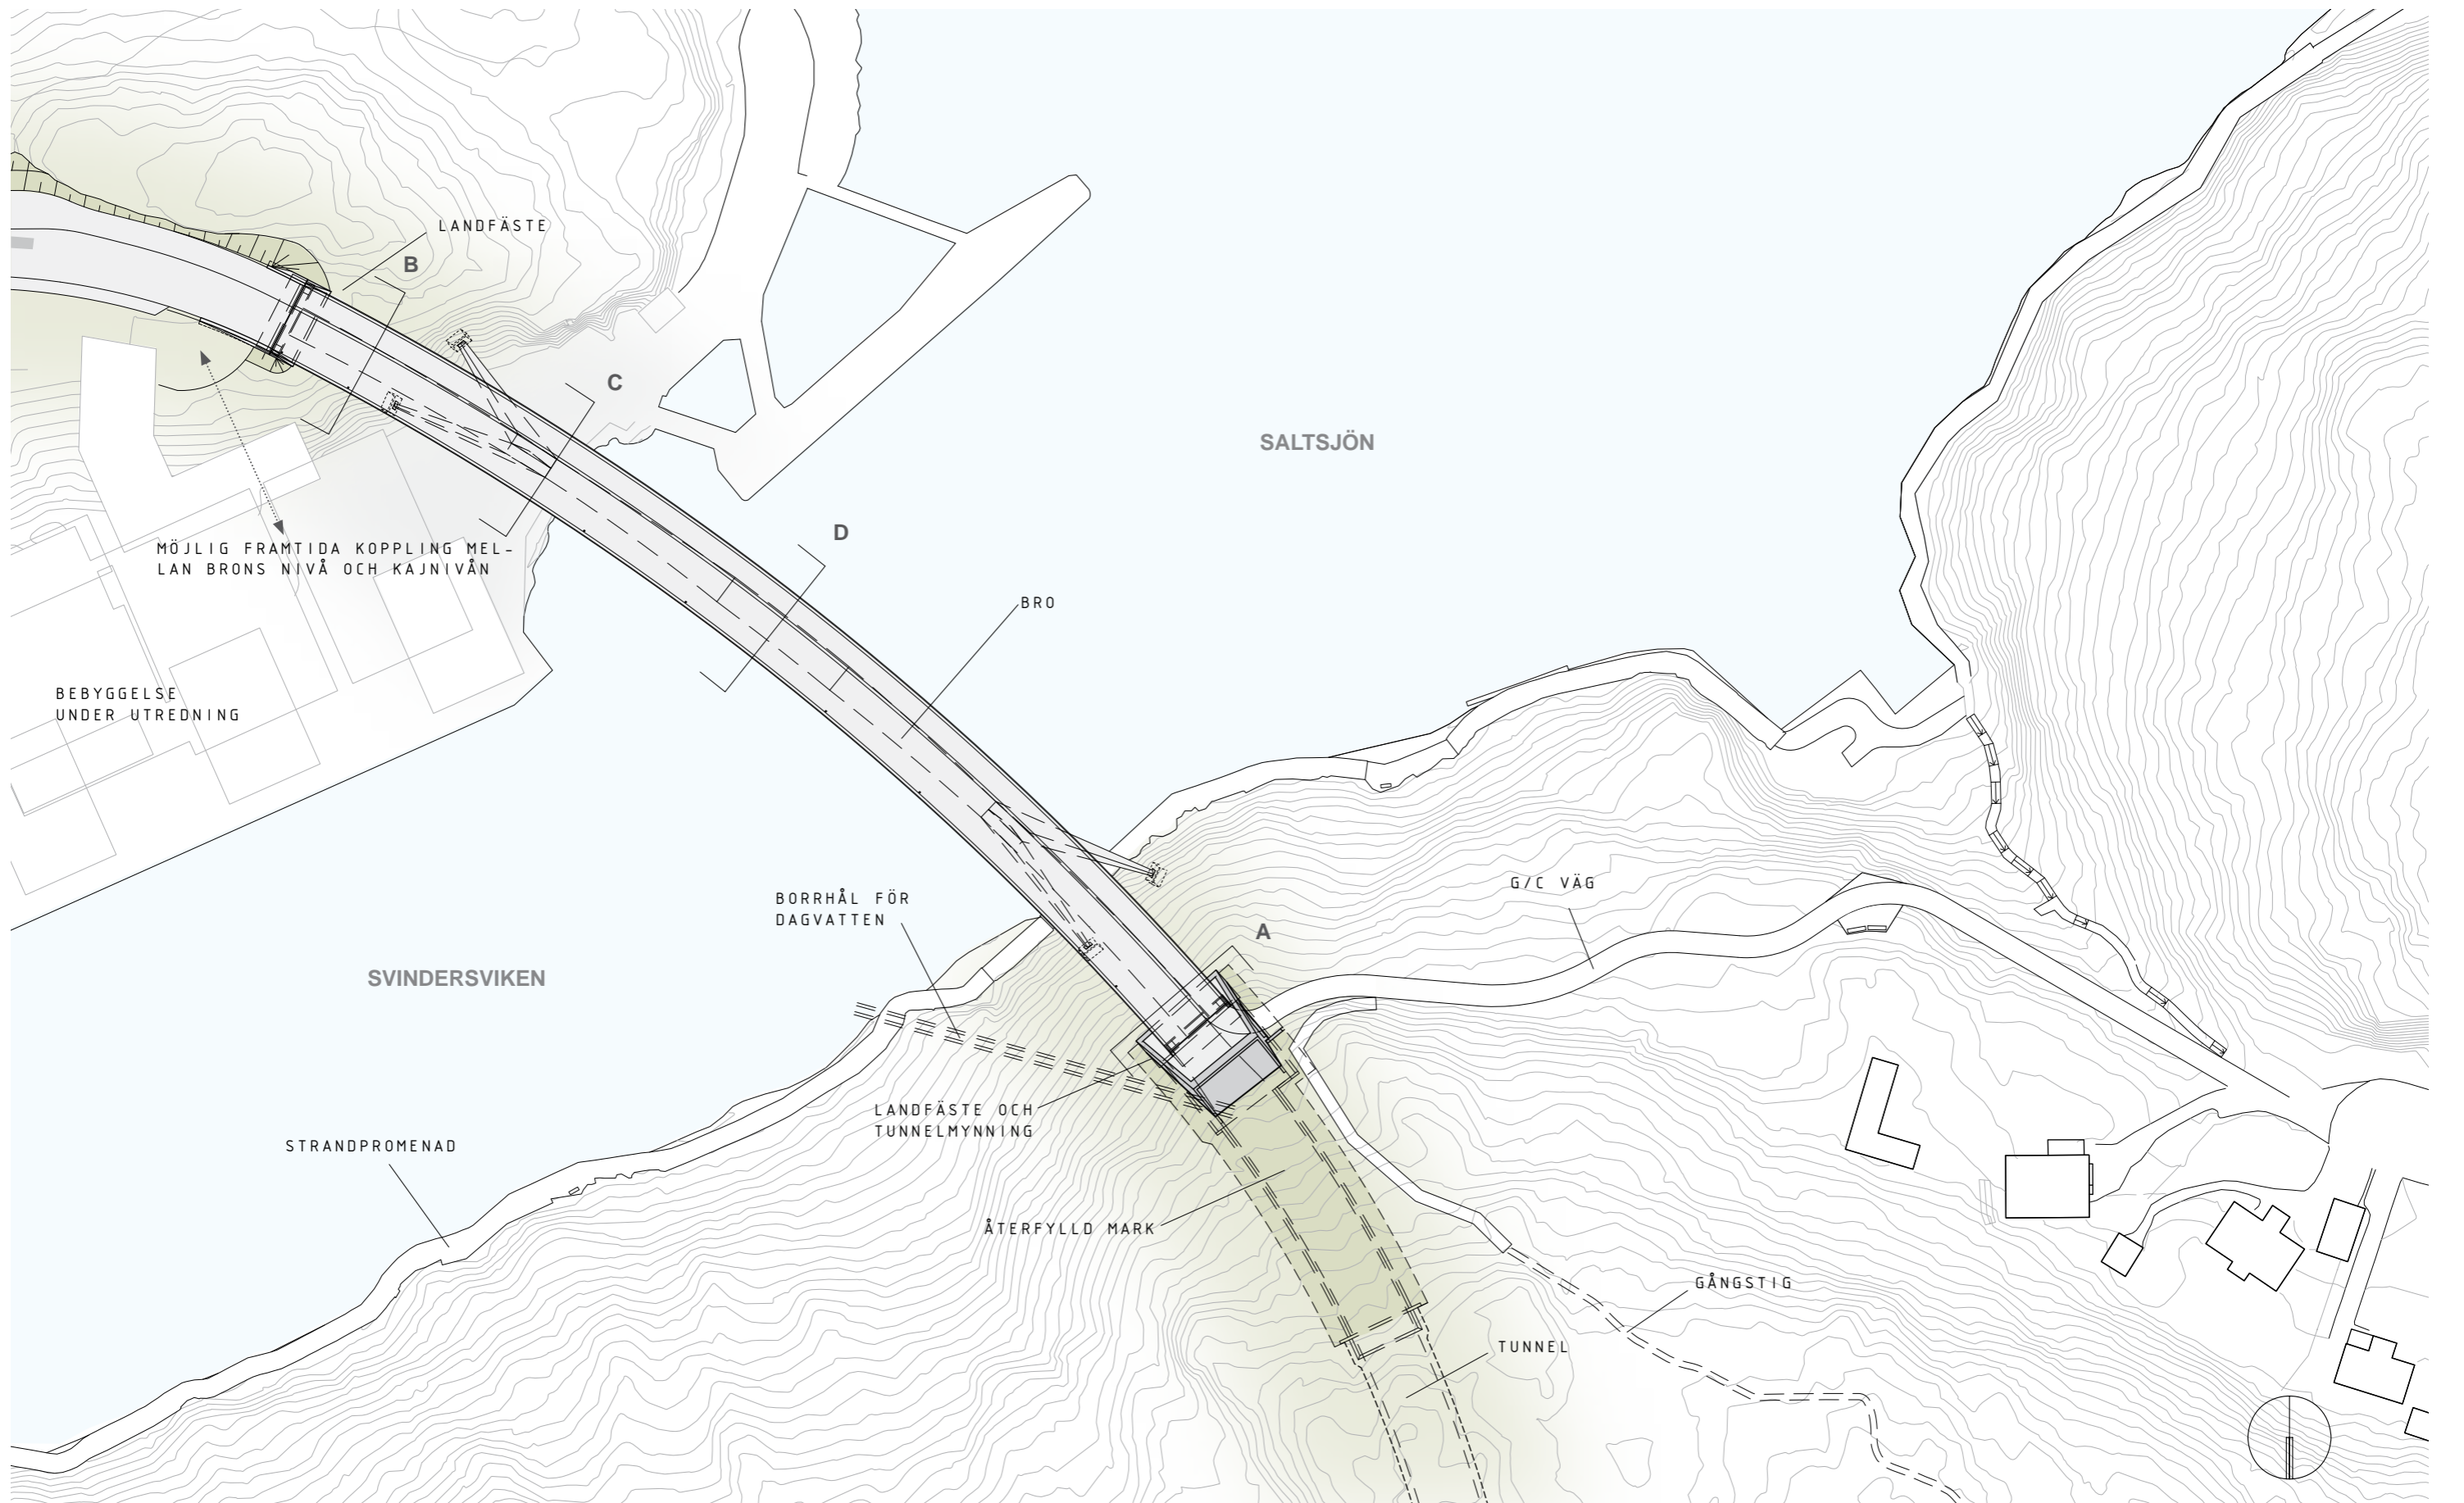 LANDFÄSTE
B
C
SALTSJÖN
D
MÖJLIG FRAMTIDA KOPPLING MEL-
LAN BRONS NIVÅ OCH KAJNIVÅN
BRO
BEBYGGELSE
UNDER UTREDNING
G/C VÄG
BORRHÅL FÖR
DAGVATTEN
A
SVINDERSVIKEN
LANDFÄSTE OCH
TUNNELMYNNING
STRANDPROMENAD
ÅTERFYLLD MARK
GÅNGSTIG
TUNNEL